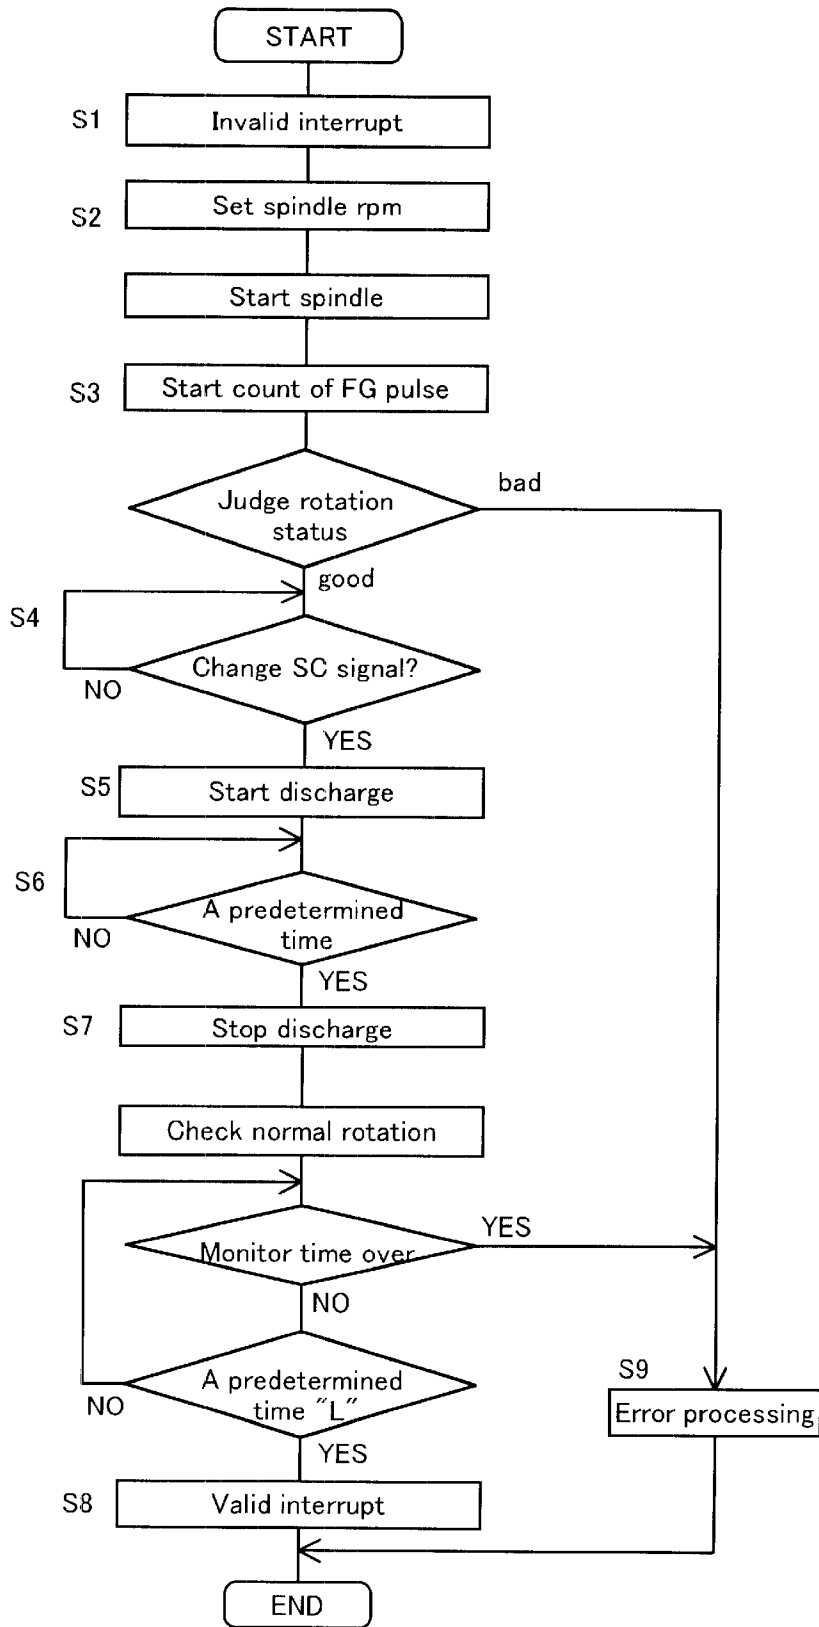 START
S1
Invalid interrupt
S2
Set spindle rpm
Start spindle
S3
Start count of FG pulse
Judge rotation
status
bad
good
S4
Change SC signal?
NO
YES
S5
Start discharge
S6
A predetermined
time
NO
YES
S7
Stop discharge
Check normal rotation
Monitor time over
YES
NO
A predetermined
time "L"
NO
YES
S9
Error processing
S8
Valid interrupt
END